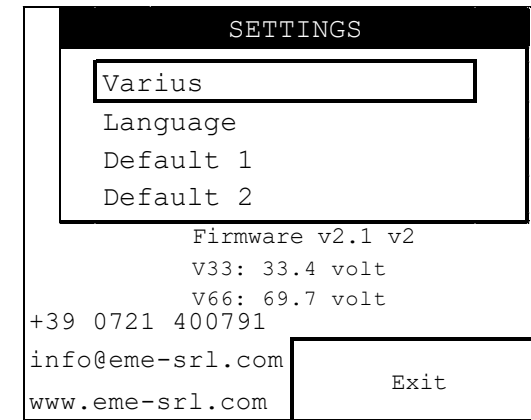 SETTINGS
Varius
Language
Default 1
Default 2
Firmware v2.1 v2
V33: 33.4 volt
V66: 69.7 volt
+39 0721 400791
info@eme-srl.com
www.eme-srl.com
Exit